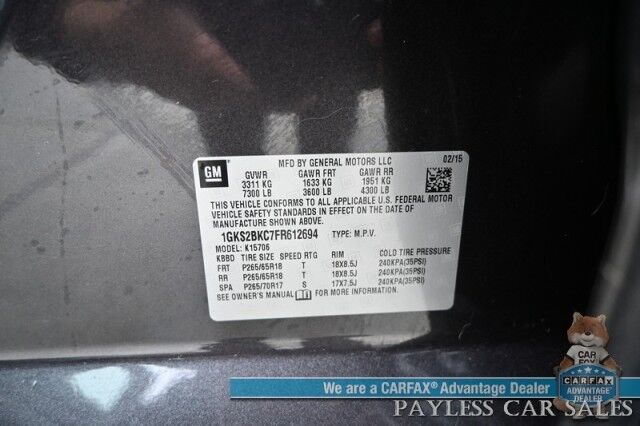 GM
MFD BY GENERAL MOTORS LLC 02/15
GVWR GAWR FRT GAWR RR
3311 KG 1633 KG 1951 KG
7300 LB 3600 LB 4300 LB
THIS VEHICLE CONFORMS TO ALL APPLICABLE U.S. FEDERAL MOTOR
VEHICLE SAFETY STANDARDS IN EFFECT ON THE DATE OF
MANUFACTURE SHOWN ABOVE.
1GKS2BKC7FR612694 TYPE: M.P.V.
MODEL: K15706
KBBD TIRE SIZE SPEED RTG RIM COLD TIRE PRESSURE
FRT P265/65R18 T 18X8.5J 240KPA(35PSI)
RR P265/65R18 T 18X8.5J 240KPA(35PSI)
SPA P265/70R17 S 17X7.5J 240KPA(35PSI)
SEE OWNER'S MANUAL FOR MORE INFORMATION.
CAR
FOX
We are a CARFAX® Advantage Dealer
CARFAX
ADVANTAGE
DEALER
PAYLESS CAR SALES